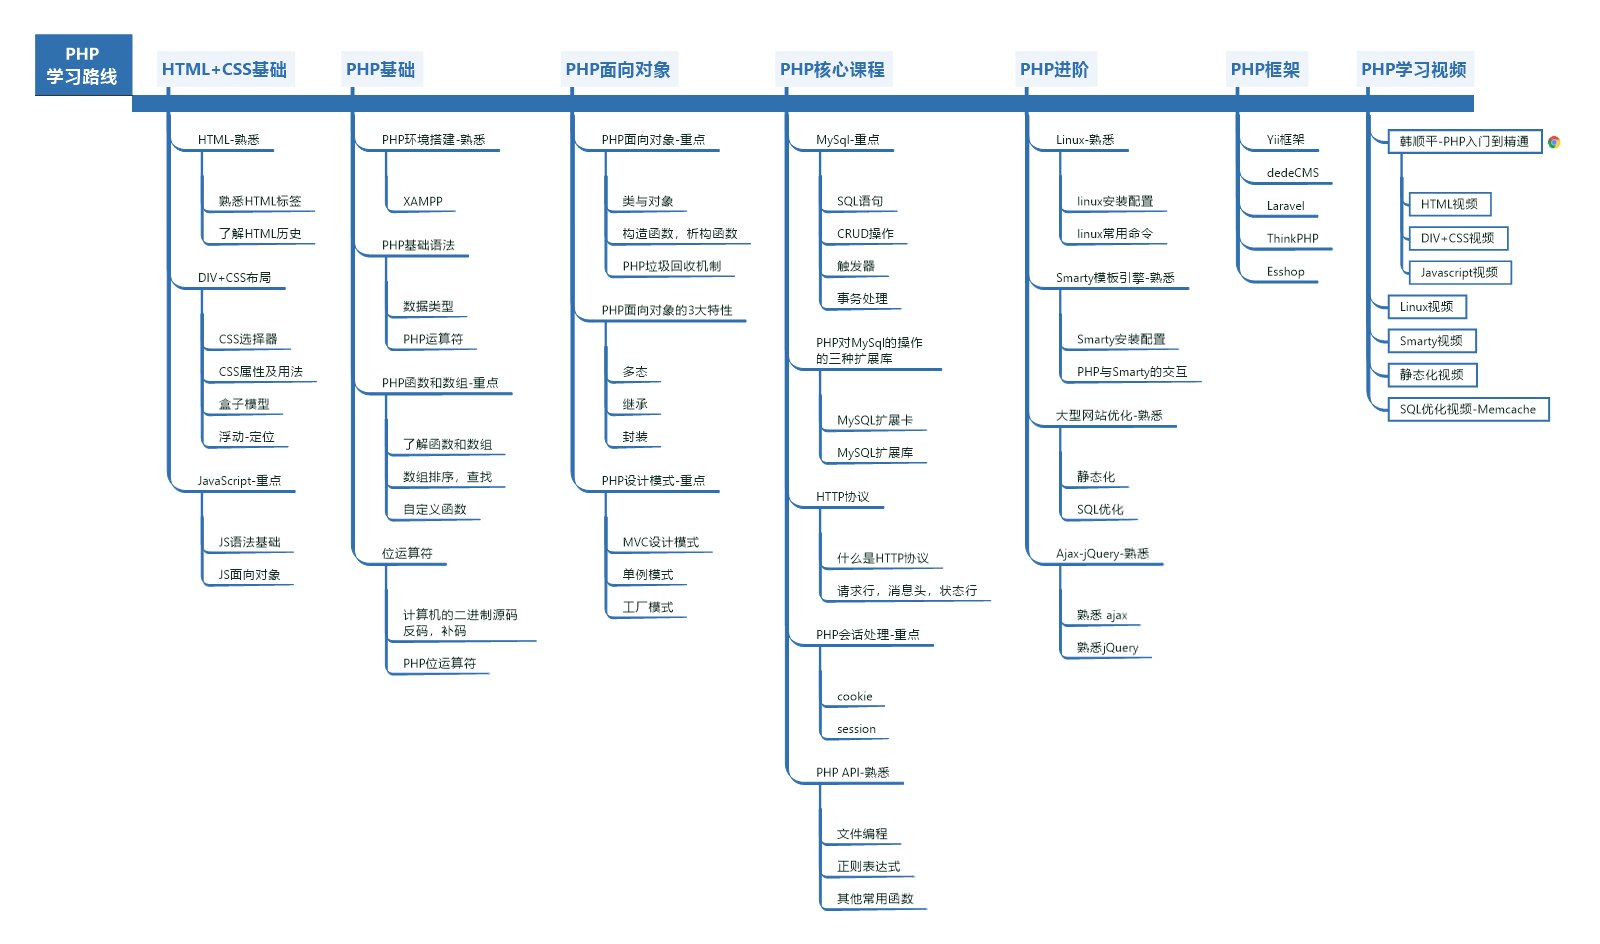 PHP
学习路线
HTML+CSS基础
HTML-熟悉
熟悉HTML标签
了解HTML历史
DIV+CSS布局
CSS选择器
CSS属性及用法
盒子模型
浮动-定位
JavaScript-重点
JS语法基础
JS面向对象
PHP基础
PHP环境搭建-熟悉
XAMPP
PHP基础语法
数据类型
PHP运算符
PHP函数和数组-重点
了解函数和数组
数组排序，查找
自定义函数
位运算符
计算机的二进制源码
反码，补码
PHP位运算符
PHP面向对象
PHP面向对象-重点
类与对象
构造函数，析构函数
PHP垃圾回收机制
PHP面向对象的3大特性
多态
继承
封装
PHP设计模式-重点
MVC设计模式
单例模式
工厂模式
PHP核心课程
MySql-重点
SQL语句
CRUD操作
触发器
事务处理
PHP对MySql的操作
的三种扩展库
MySQL扩展卡
MySQL扩展库
HTTP协议
什么是HTTP协议
请求行，消息头，状态行
PHP会话处理-重点
cookie
session
PHP API-熟悉
文件编程
正则表达式
其他常用函数
PHP进阶
Linux-熟悉
linux安装配置
linux常用命令
Smarty模板引擎-熟悉
Smarty安装配置
PHP与Smarty的交互
大型网站优化-熟悉
静态化
SQL优化
Ajax-jQuery-熟悉
熟悉 ajax
熟悉jQuery
PHP框架
Yii框架
dedeCMS
Laravel
ThinkPHP
Esshop
PHP学习视频
韩顺平-PHP入门到精通
HTML视频
DIV+CSS视频
Javascript视频
Linux视频
Smarty视频
静态化视频
SQL优化视频-Memcache